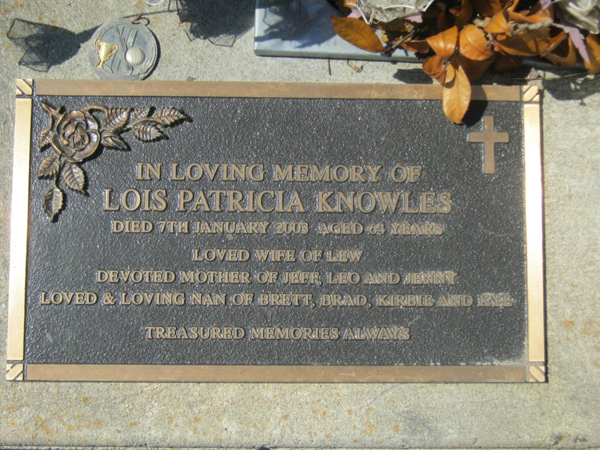 IN LOVING MEMORY OF
LOIS PATRICIA KNOWLES
DIED 7TH JANUARY 2003 AGED 64 YEARS
LOVED WIFE OF LEW
DEVOTED MOTHER OF JEFF, LEO AND JENNY
LOVED & LOVING NAN OF BRETT, BRAD, KIRBIE AND
TREASURED MEMORIES ALWAYS